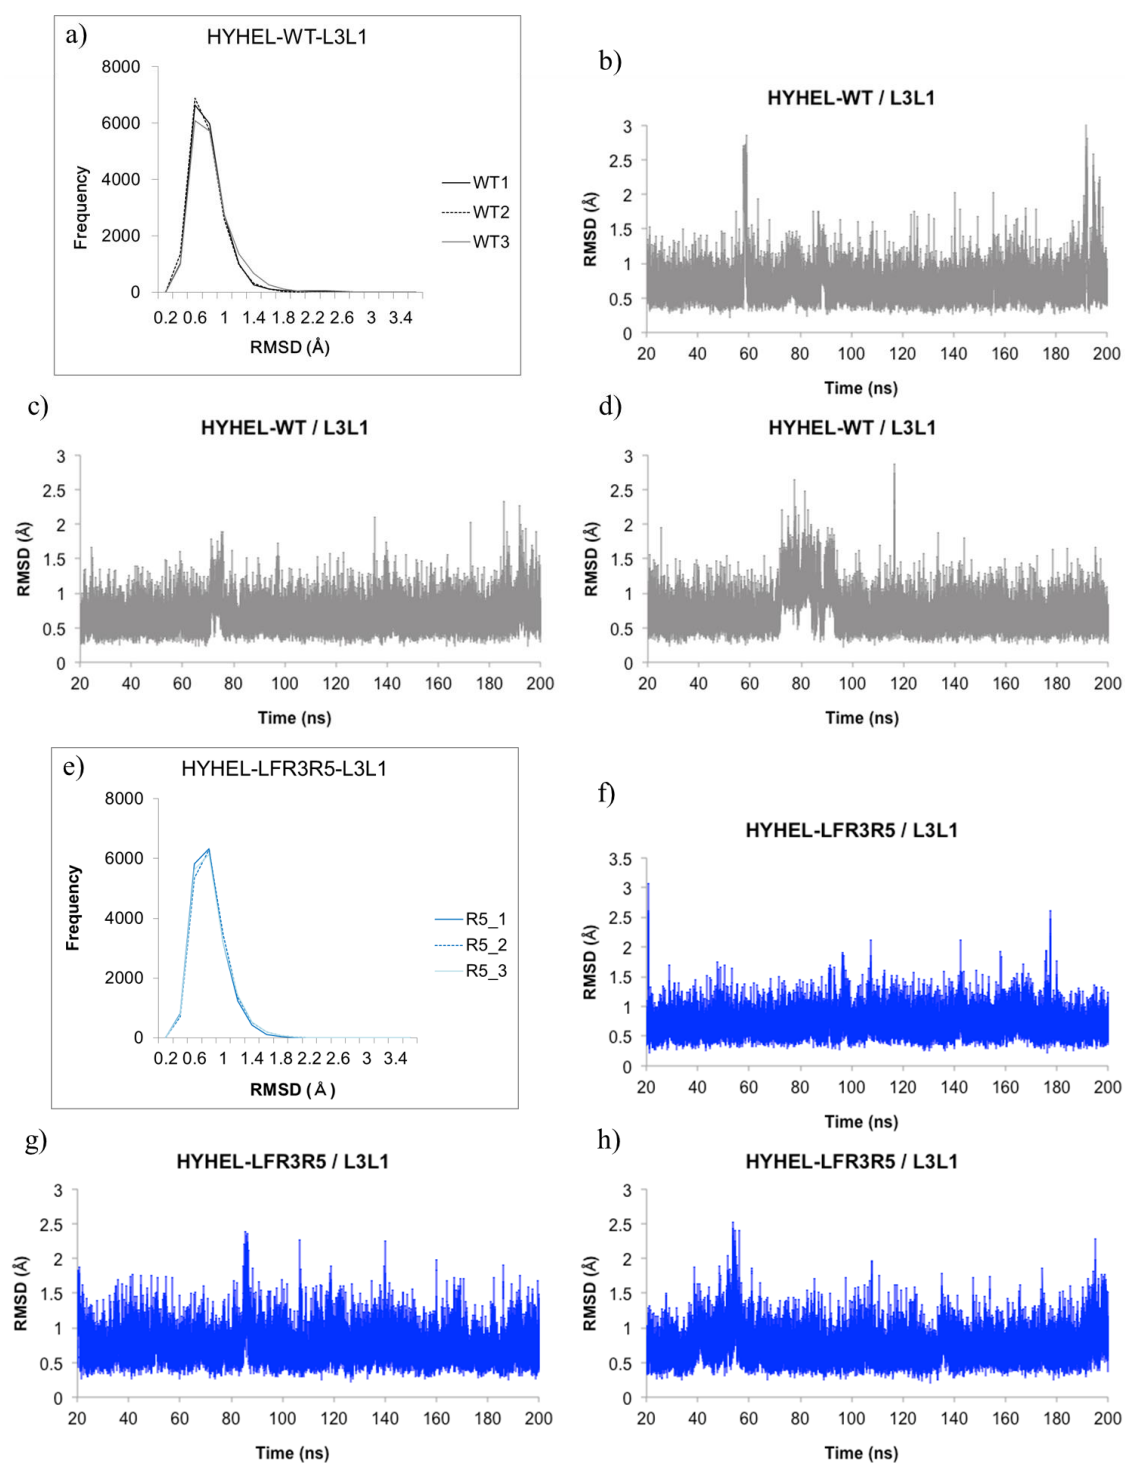 a)
HYHEL-WT-L3L1
8000
6000
4000
2000
0
Frequency
0.2 0.6 1 1.4 1.8 2.2 2.6 3 3.4
RMSD (Å)
WT1
WT2
WT3
b)
HYHEL-WT / L3L1
3
2.5
2
1.5
1
0.5
0
RMSD (Å)
20 40 60 80 100 120 140 160 180 200
Time (ns)
c)
HYHEL-WT / L3L1
3
2.5
2
1.5
1
0.5
0
RMSD (Å)
20 40 60 80 100 120 140 160 180 200
Time (ns)
d)
HYHEL-WT / L3L1
3
2.5
2
1.5
1
0.5
0
RMSD (Å)
20 40 60 80 100 120 140 160 180 200
Time (ns)
e)
HYHEL-LFR3R5-L3L1
8000
6000
4000
2000
0
Frequency
0.2 0.6 1 1.4 1.8 2.2 2.6 3 3.4
RMSD (Å)
R5_1
R5_2
R5_3
f)
HYHEL-LFR3R5 / L3L1
3.5
3
2.5
2
1.5
1
0.5
0
RMSD (Å)
20 40 60 80 100 120 140 160 180 200
Time (ns)
g)
HYHEL-LFR3R5 / L3L1
3
2.5
2
1.5
1
0.5
0
RMSD (Å)
20 40 60 80 100 120 140 160 180 200
Time (ns)
h)
HYHEL-LFR3R5 / L3L1
3
2.5
2
1.5
1
0.5
0
RMSD (Å)
20 40 60 80 100 120 140 160 180 200
Time (ns)